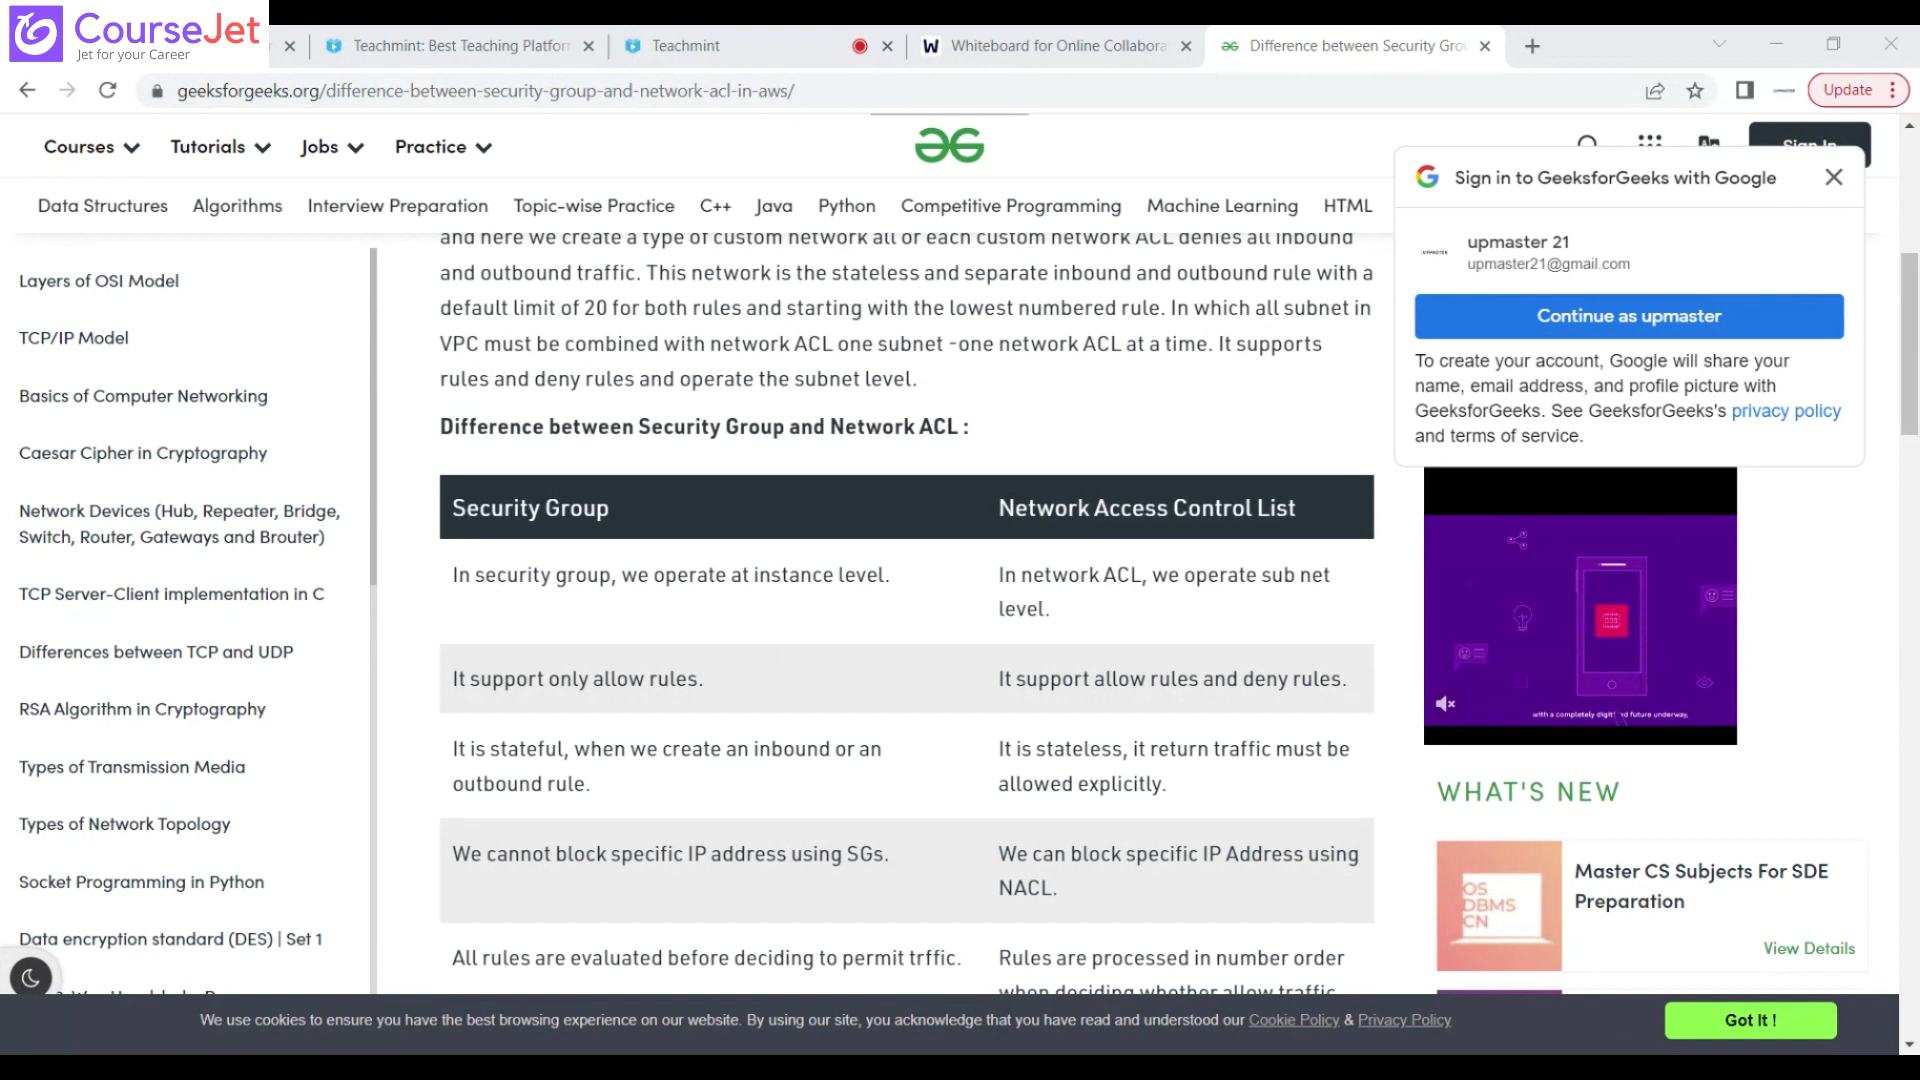 CourseJet
Jet for your Career
Teachmint: Best Teaching Platfor
Teachmint
Whiteboard for Online Collabora
Difference between Security Grou
geeksforgeeks.org/difference-between-security-group-and-network-acl-in-aws/
Update
Courses
Tutorials
Jobs
Practice
Sign In
Data Structures
Algorithms
Interview Preparation
Topic-wise Practice
C++
Java
Python
Competitive Programming
Machine Learning
HTML
Sign in to GeeksforGeeks with Google
upmaster 21
upmaster21@gmail.com
Continue as upmaster
To create your account, Google will share your
name, email address, and profile picture with
GeeksforGeeks. See GeeksforGeeks's privacy policy
and terms of service.
Layers of OSI Model
TCP/IP Model
Basics of Computer Networking
Caesar Cipher in Cryptography
Network Devices (Hub, Repeater, Bridge,
Switch, Router, Gateways and Brouter)
TCP Server-Client implementation in C
Differences between TCP and UDP
RSA Algorithm in Cryptography
Types of Transmission Media
Types of Network Topology
Socket Programming in Python
Data encryption standard (DES) | Set 1
and here we create a type of custom network all or each custom network ACL denies all inbound
and outbound traffic. This network is the stateless and separate inbound and outbound rule with a
default limit of 20 for both rules and starting with the lowest numbered rule. In which all subnet in
VPC must be combined with network ACL one subnet -one network ACL at a time. It supports
rules and deny rules and operate the subnet level.
Difference between Security Group and Network ACL :
Security Group
Network Access Control List
In security group, we operate at instance level.
In network ACL, we operate sub net
level.
It support only allow rules.
It support allow rules and deny rules.
It is stateful, when we create an inbound or an
outbound rule.
It is stateless, it return traffic must be
allowed explicitly.
We cannot block specific IP address using SGs.
We can block specific IP Address using
NACL.
All rules are evaluated before deciding to permit trffic.
Rules are processed in number order
when deciding whether allow traffic
with a completely digit nd future underway,
WHAT'S NEW
OS
DBMS
CN
Master CS Subjects For SDE
Preparation
View Details
We use cookies to ensure you have the best browsing experience on our website. By using our site, you acknowledge that you have read and understood our Cookie Policy & Privacy Policy
Got It !